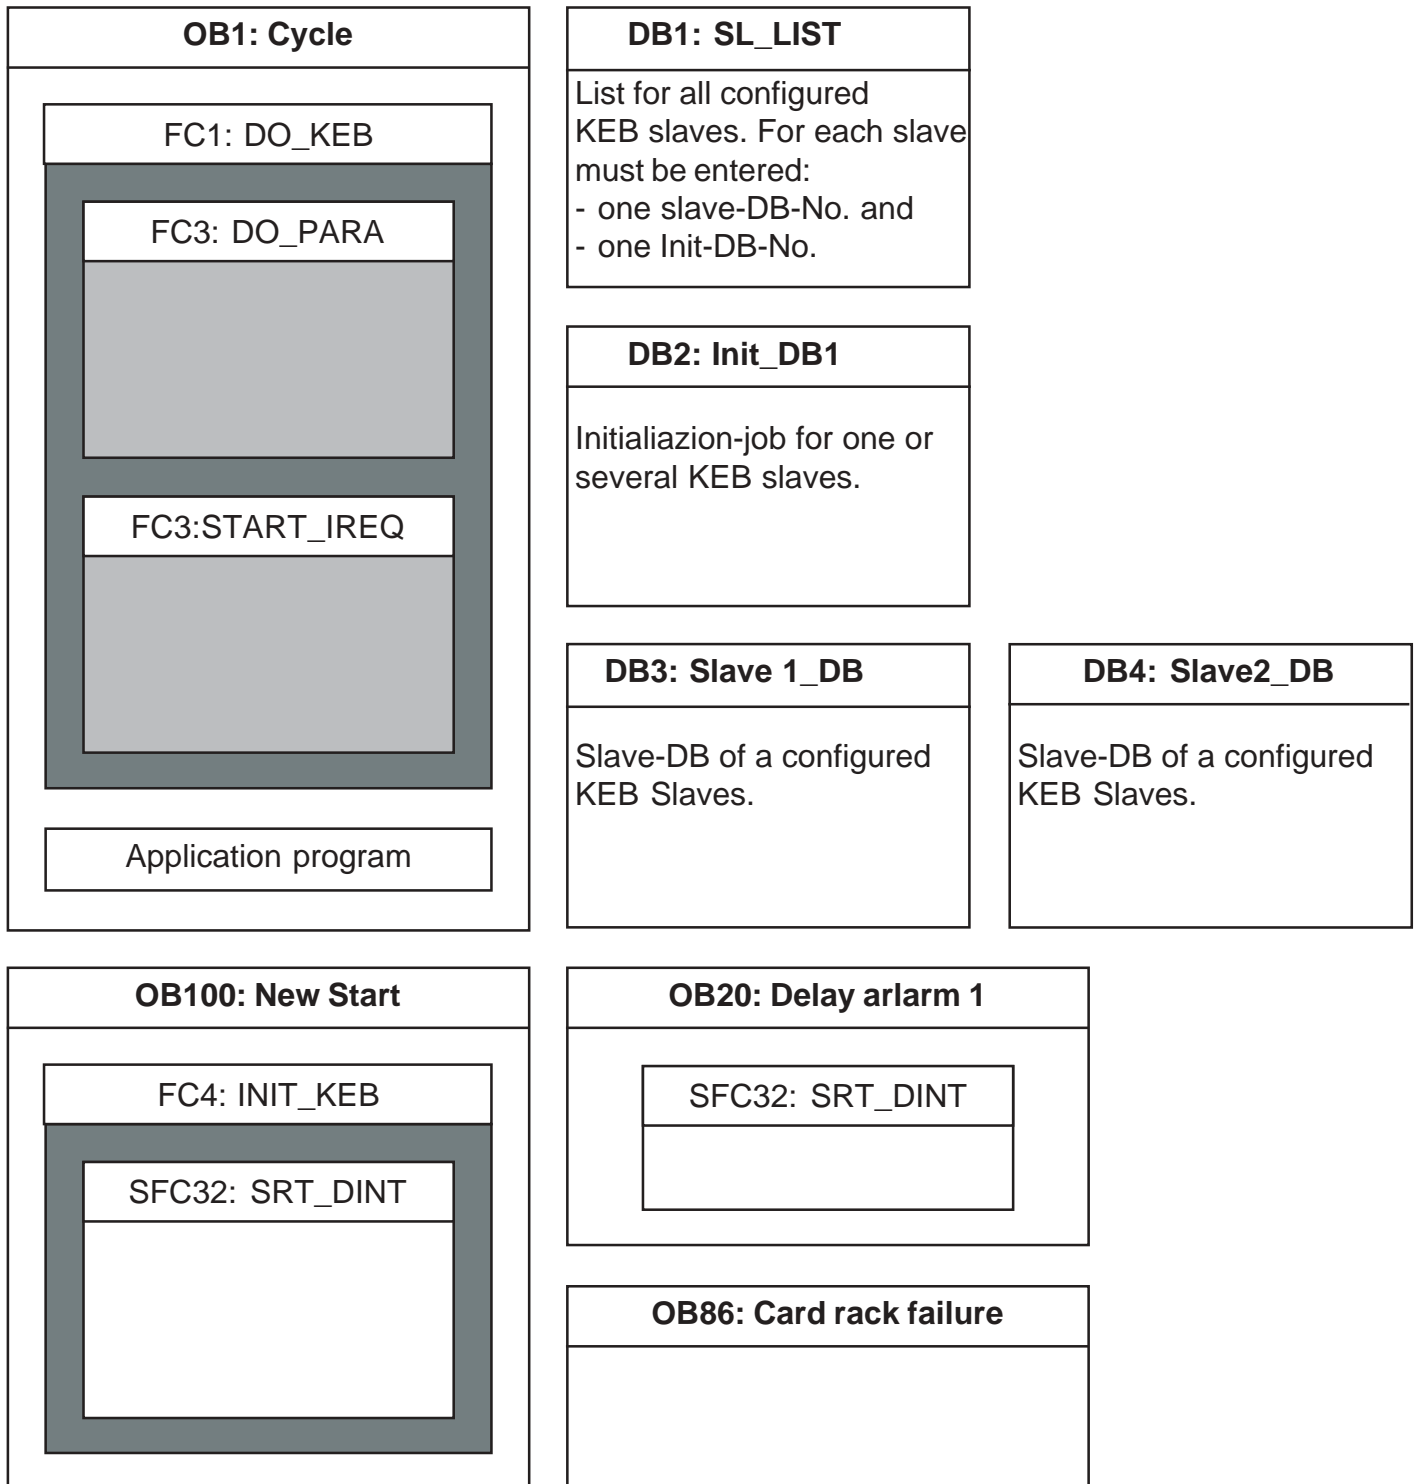 OB1: Cycle
FC1: DO_KEB
FC3: DO_PARA
FC3:START_IREQ
Application program
DB1: SL_LIST
List for all configured
KEB slaves. For each slave
must be entered:
- one slave-DB-No. and
- one Init-DB-No.
DB2: Init_DB1
Initialiazion-job for one or
several KEB slaves.
DB3: Slave 1_DB
Slave-DB of a configured
KEB Slaves.
DB4: Slave2_DB
Slave-DB of a configured
KEB Slaves.
OB100: New Start
FC4: INIT_KEB
SFC32: SRT_DINT
OB20: Delay arlarm 1
SFC32: SRT_DINT
OB86: Card rack failure